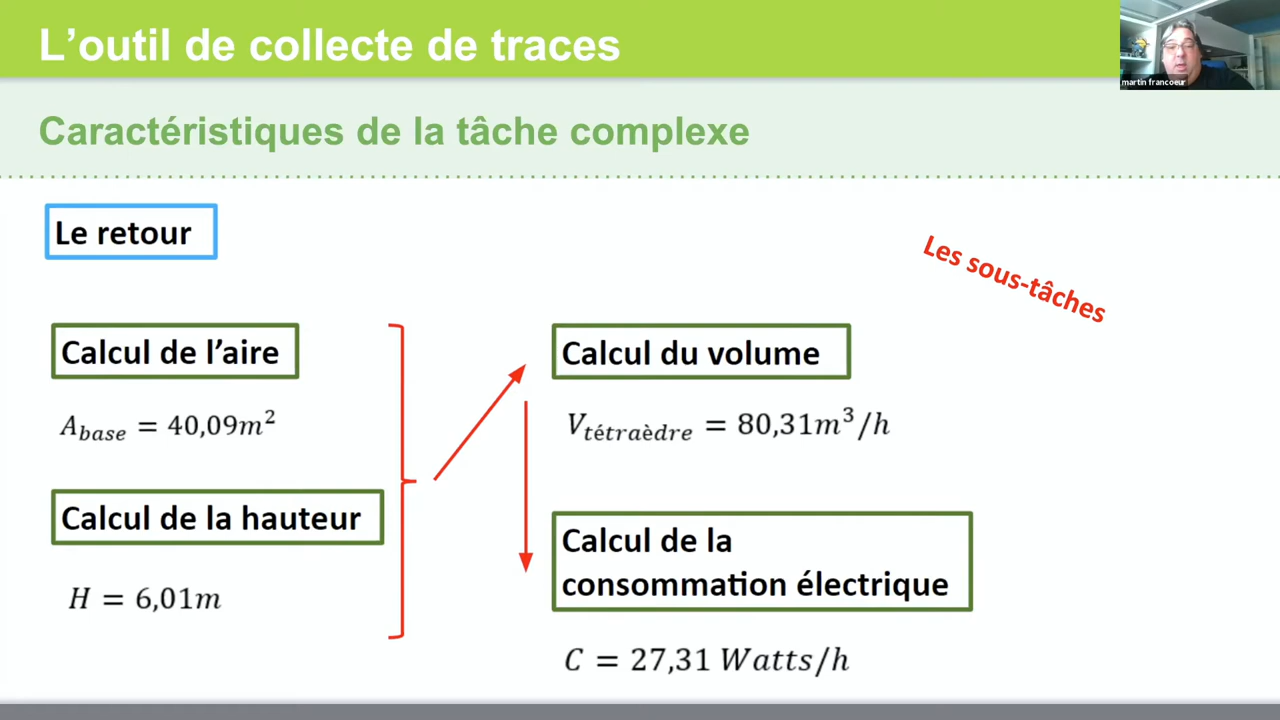 L’outil de collecte de traces
martin francoeur
Caractéristiques de la tâche complexe
Le retour
Les sous-tâches
Calcul de l’aire
A_base = 40,09m²
Calcul de la hauteur
H = 6,01m
Calcul du volume
V_tétraèdre = 80,31m³/h
Calcul de la
consommation électrique
C = 27,31 Watts/h